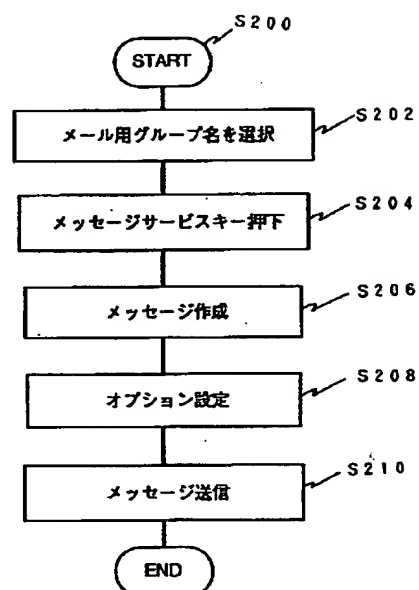 S200
START
S202
メール用グループ名を選択
S204
メッセージサービスキー押下
S206
メッセージ作成
S208
オプション設定
S210
メッセージ送信
END